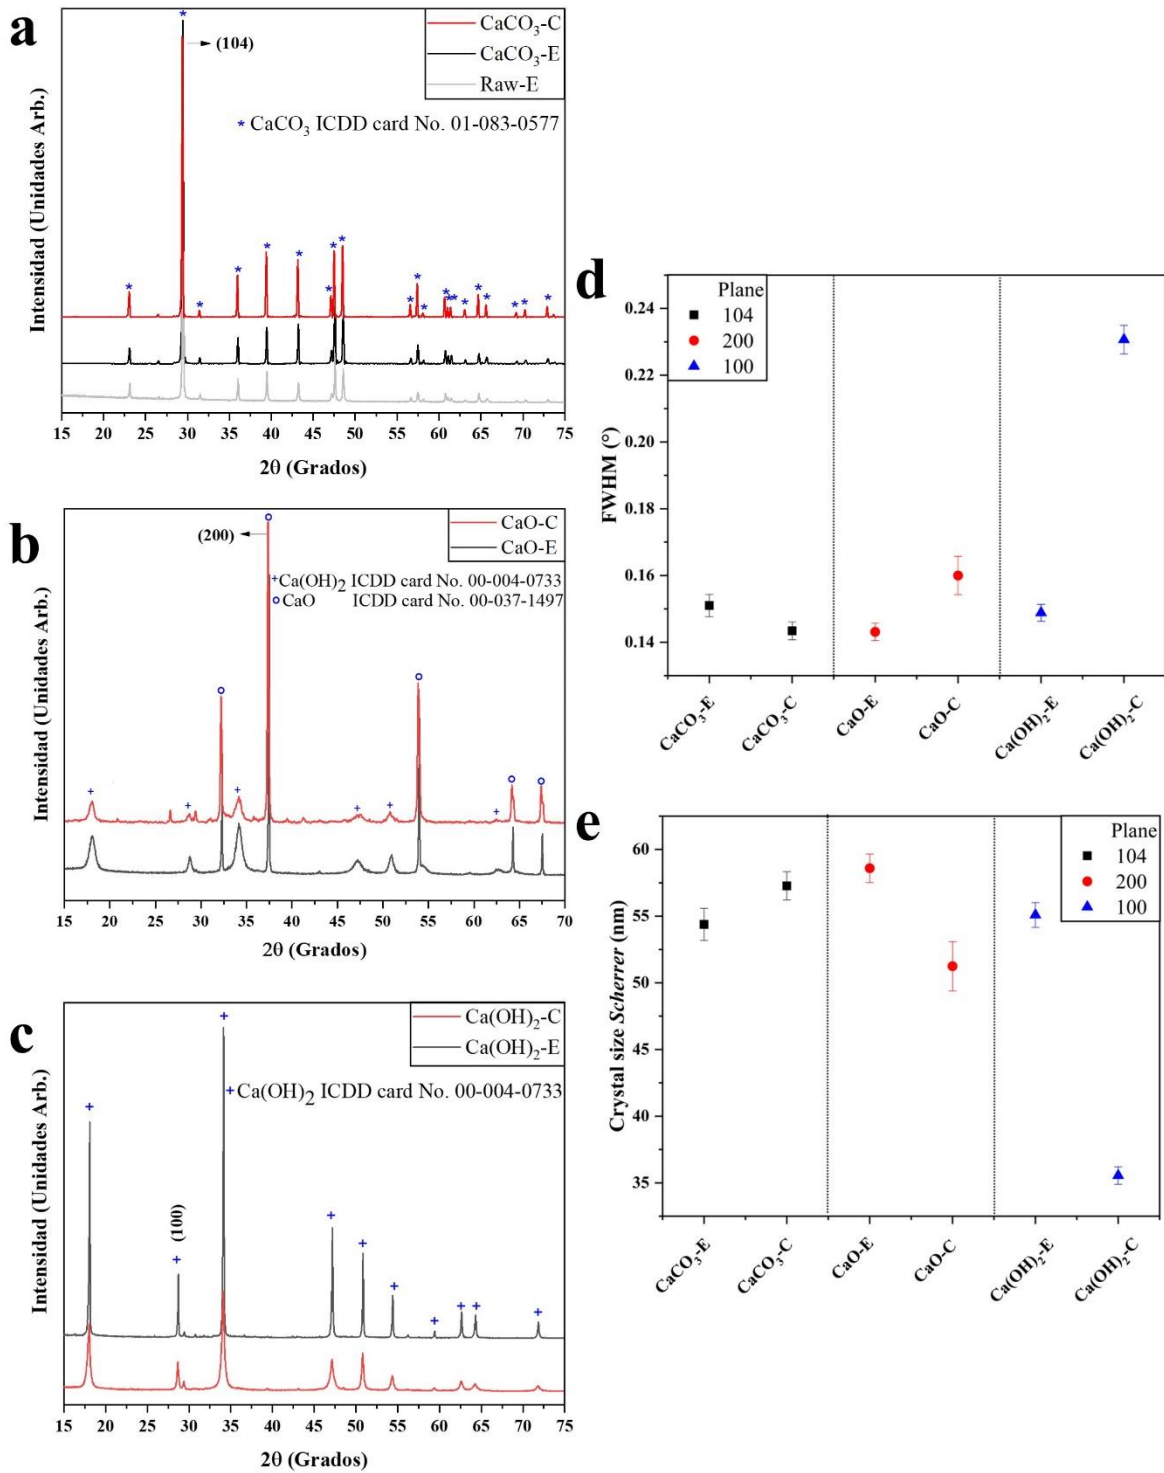 a
CaCO3-C
CaCO3-E
Raw-E
(104)
* CaCO3 ICDD card No. 01-083-0577
Intensidad (Unidades Arb.)
15 20 25 30 35 40 45 50 55 60 65 70 75
2θ (Grados)
b
CaO-C
CaO-E
(200)
+Ca(OH)2 ICDD card No. 00-004-0733
CaO ICDD card No. 00-037-1497
Intensidad (Unidades Arb.)
15 20 25 30 35 40 45 50 55 60 65 70
2θ (Grados)
c
Ca(OH)2-C
Ca(OH)2-E
+Ca(OH)2 ICDD card No. 00-004-0733
(100)
Intensidad (Unidades Arb.)
15 20 25 30 35 40 45 50 55 60 65 70 75
2θ (Grados)
d
Plane
104
200
100
0.24
0.22
0.20
0.18
0.16
0.14
FWHM (°)
CaCO3-E
CaCO3-C
CaO-E
CaO-C
Ca(OH)2-E
Ca(OH)2-C
e
Plane
104
200
100
60
55
50
45
40
35
Crystal size Scherrer (nm)
CaCO3-E
CaCO3-C
CaO-E
CaO-C
Ca(OH)2-E
Ca(OH)2-C